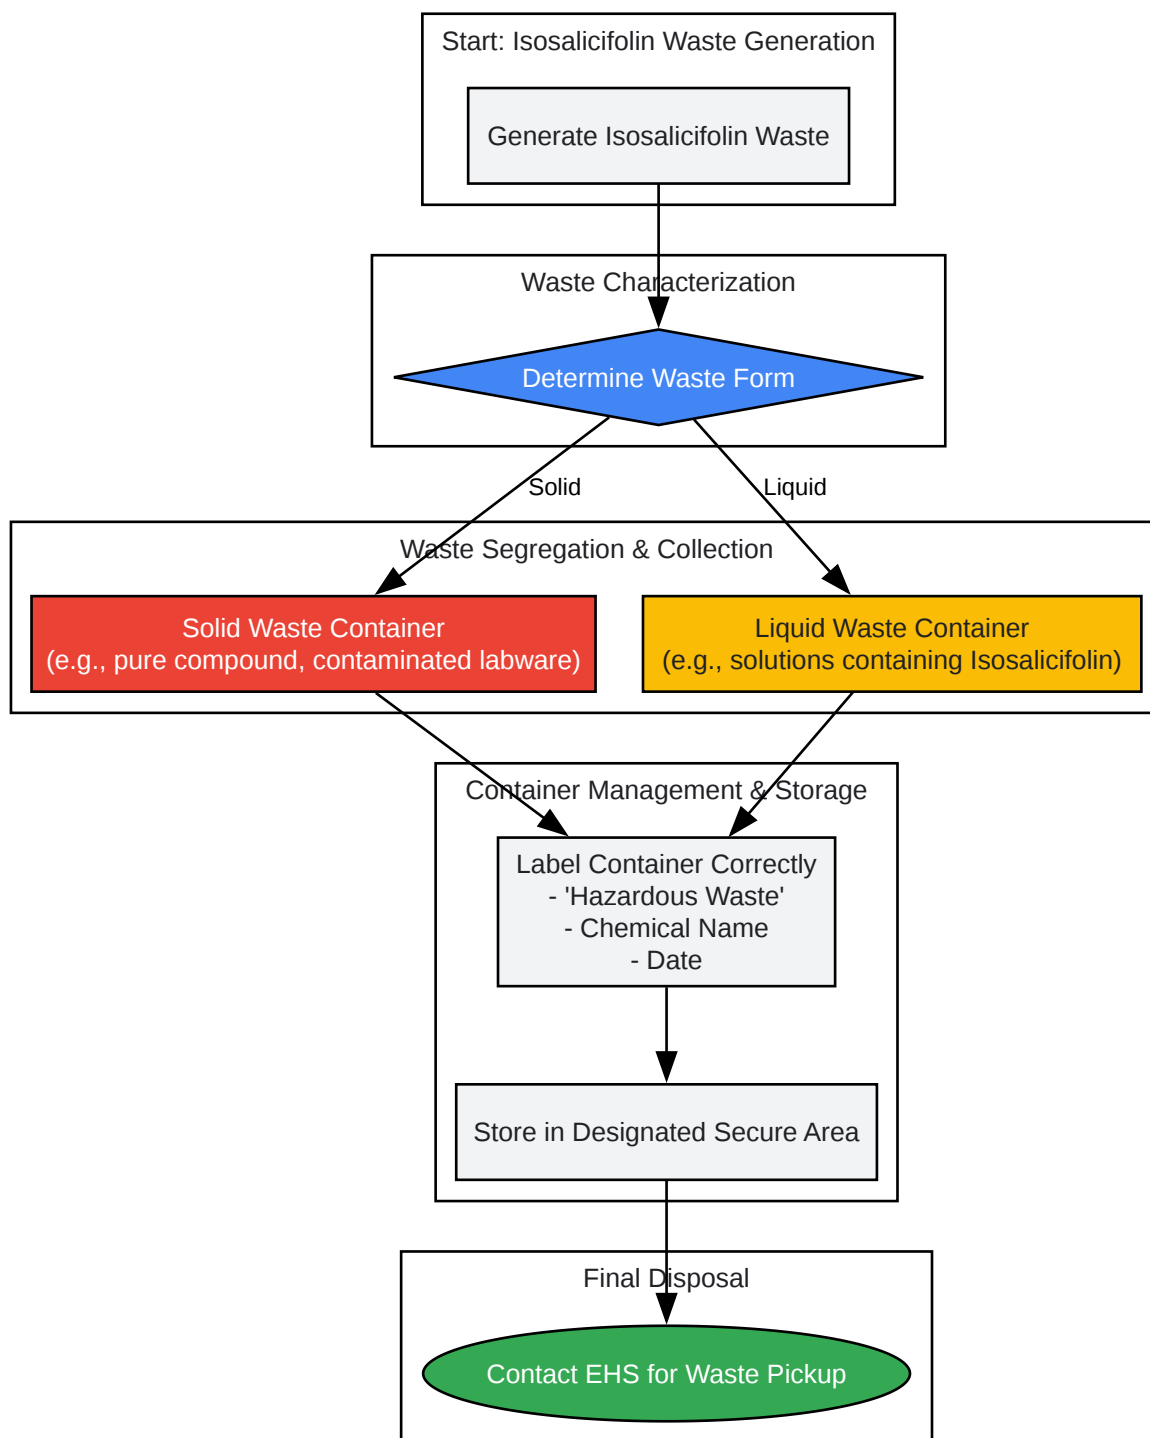 Start: Isosalicifolin Waste Generation
Generate Isosalicifolin Waste
Waste Characterization
Determine Waste Form
Solid
Liquid
Waste Segregation & Collection
Solid Waste Container
(e.g., pure compound, contaminated labware)
Liquid Waste Container
(e.g., solutions containing Isosalicifolin)
Container Management & Storage
Label Container Correctly
- 'Hazardous Waste'
- Chemical Name
- Date
Store in Designated Secure Area
Final Disposal
Contact EHS for Waste Pickup